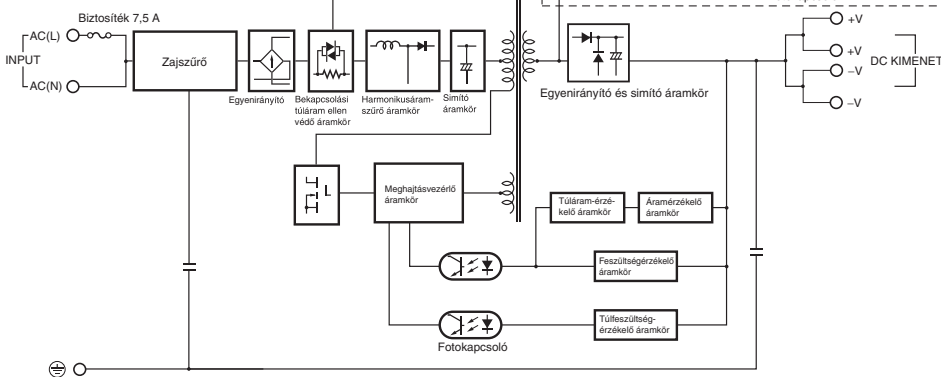 Biztosíték 7,5 A
AC(L)
INPUT
AC(N)
Zajszűrő
Egyenirányító
Bekapcsolási
túláram ellen
védő áramkör
Harmonikusáram-
szűrő áramkör
Simító
áramkör
Egyenirányító és simító áramkör
+V
+V
DC KIMENET
–V
–V
Meghajtásvezérlő
áramkör
Túláram-érzé-
kelő áramkör
Áramérzékelő
áramkör
Feszültségérzékelő
áramkör
Túlfeszültség-
érzékelő áramkör
Fotokapcsoló